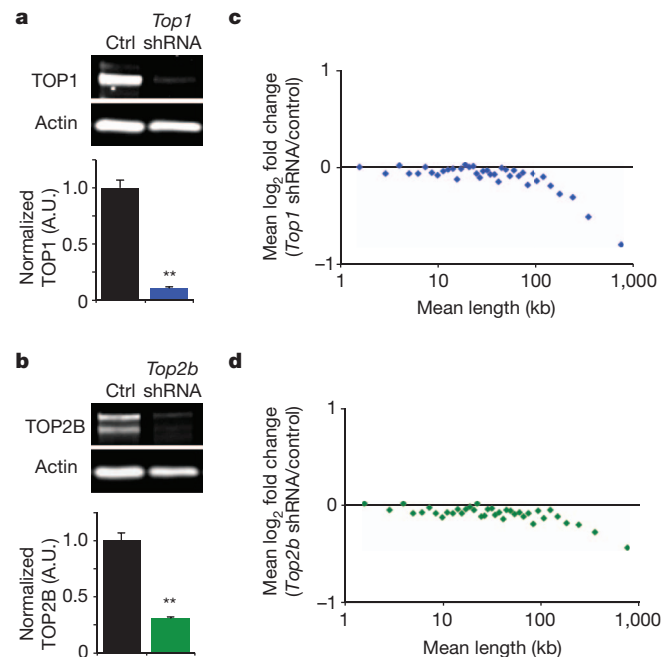 a
Top1
Ctrl shRNA
TOP1
Actin
Normalized
TOP1 (A.U.)
1.0
0.5
0
**
c
Mean log2 fold change
(Top1 shRNA/control)
1
0
−1
1 10 100 1,000
Mean length (kb)
b
Top2b
Ctrl shRNA
TOP2B
Actin
Normalized
TOP2B (A.U.)
1.0
0.5
0
**
d
Mean log2 fold change
(Top2b shRNA/control)
1
0
−1
1 10 100 1,000
Mean length (kb)